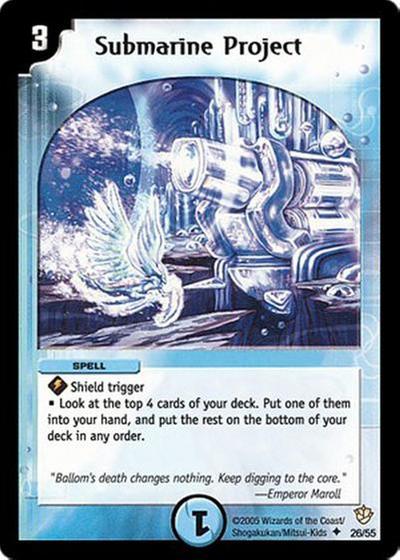 3
Submarine Project
SPELL
Shield trigger
▪ Look at the top 4 cards of your deck. Put one of them
into your hand, and put the rest on the bottom of your
deck in any order.
"Ballom's death changes nothing. Keep digging to the core."
—Emperor Maroll
1
©2005 Wizards of the Coast/
Shogakukan/Mitsui-Kids ✦ 26/55